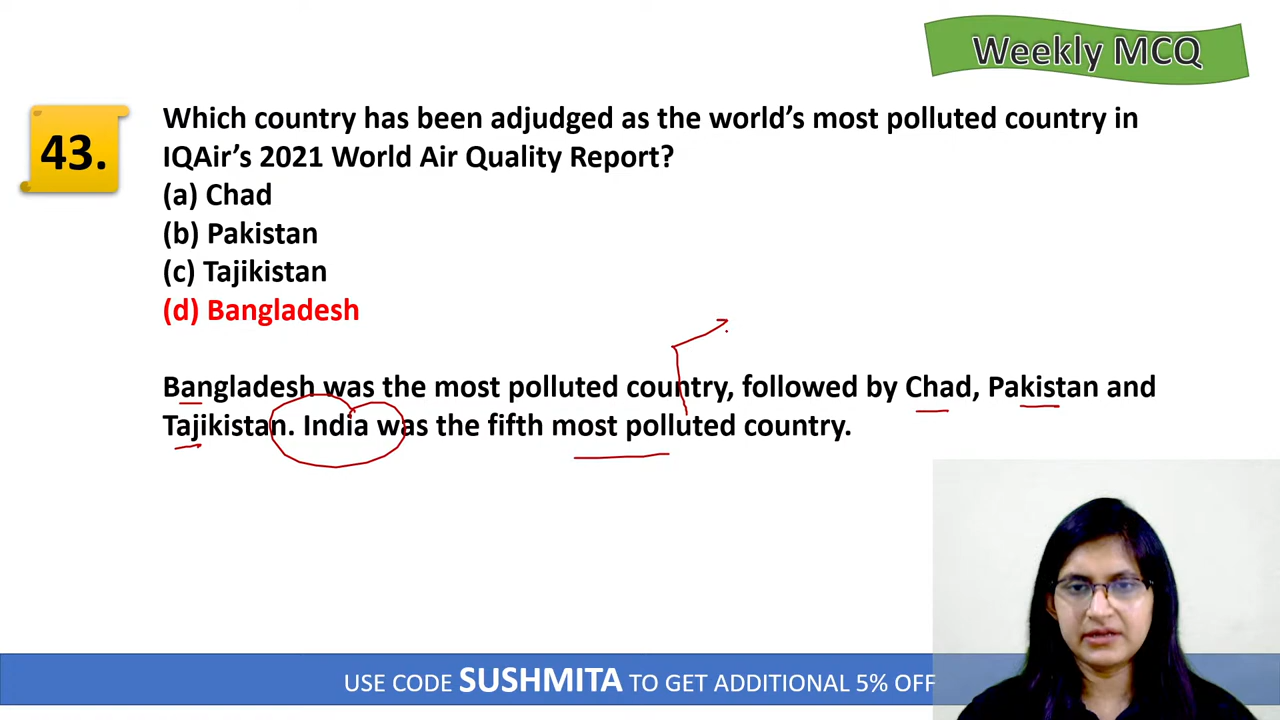 Weekly MCQ
43.
Which country has been adjudged as the world’s most polluted country in
IQAir’s 2021 World Air Quality Report?
(a) Chad
(b) Pakistan
(c) Tajikistan
(d) Bangladesh
Bangladesh was the most polluted country, followed by Chad, Pakistan and
Tajikistan. India was the fifth most polluted country.
USE CODE SUSHMITA TO GET ADDITIONAL 5% OFF